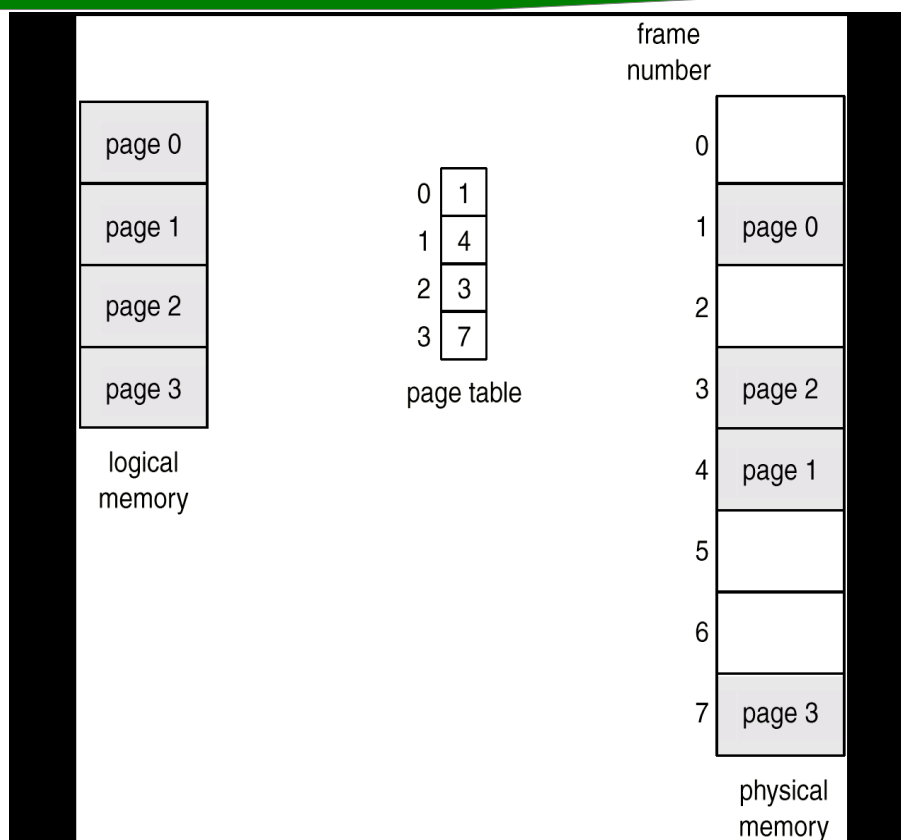 frame
number
page 0
page 1
page 2
page 3
logical
memory
0 1
1 4
2 3
3 7
page table
0
1 page 0
2
3 page 2
4 page 1
5
6
7 page 3
physical
memory